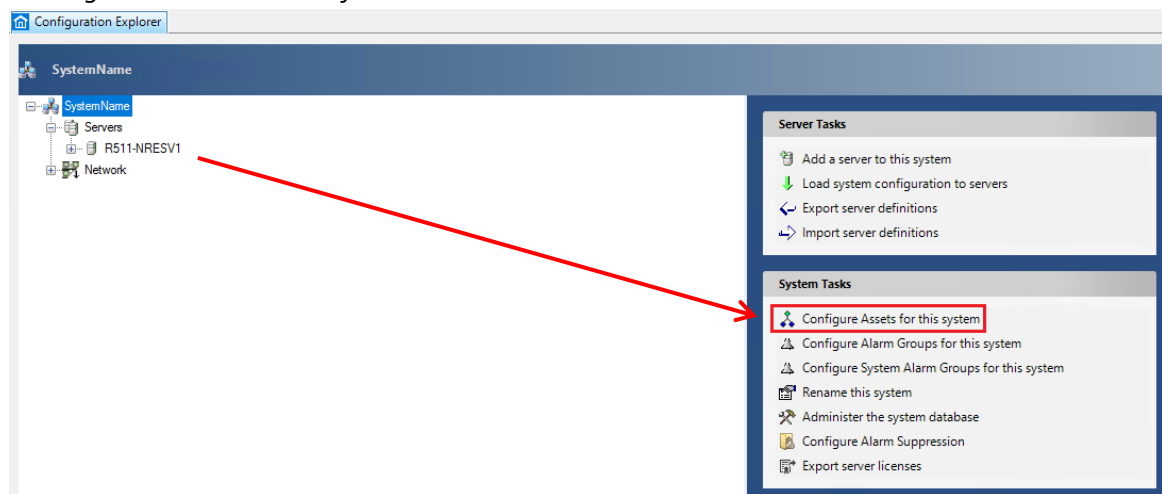 Configuration Explorer
SystemName
SystemName
Servers
R511-NRESV1
Network
Server Tasks
Add a server to this system
Load system configuration to servers
Export server definitions
Import server definitions
System Tasks
Configure Assets for this system
Configure Alarm Groups for this system
Configure System Alarm Groups for this system
Rename this system
Administer the system database
Configure Alarm Suppression
Export server licenses